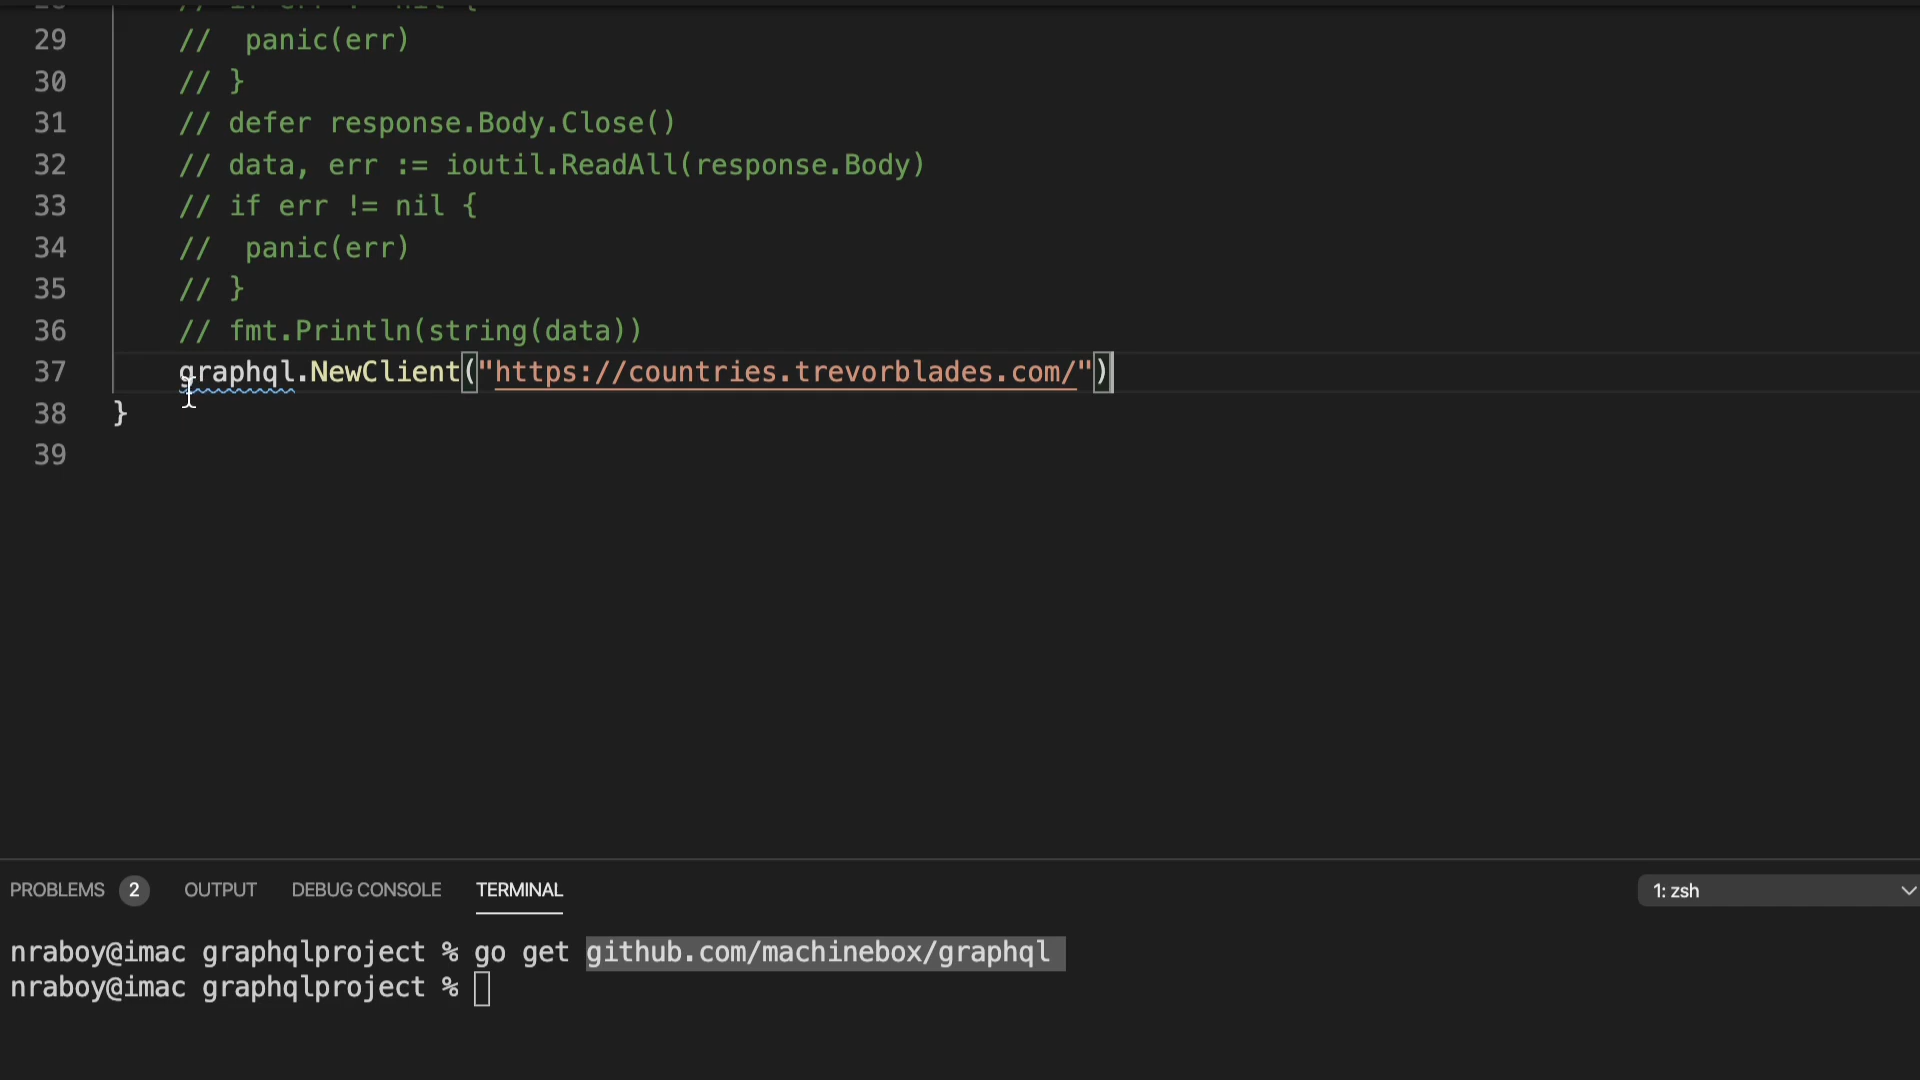 29 // panic(err)
30 // }
31 // defer response.Body.Close()
32 // data, err := ioutil.ReadAll(response.Body)
33 // if err != nil {
34 // panic(err)
35 // }
36 // fmt.Println(string(data))
37 graphql.NewClient("https://countries.trevorblades.com/")
38 }
39
PROBLEMS 2 OUTPUT DEBUG CONSOLE TERMINAL 1: zsh
nraboy@imac graphqlproject % go get github.com/machinebox/graphql
nraboy@imac graphqlproject %